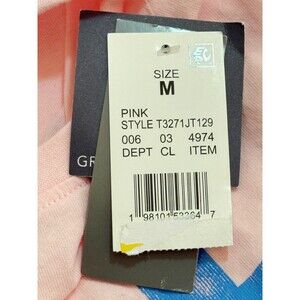 SIZE
M
PINK
STYLE T3271JT129
006 03 4974
DEPT CL ITEM
GR